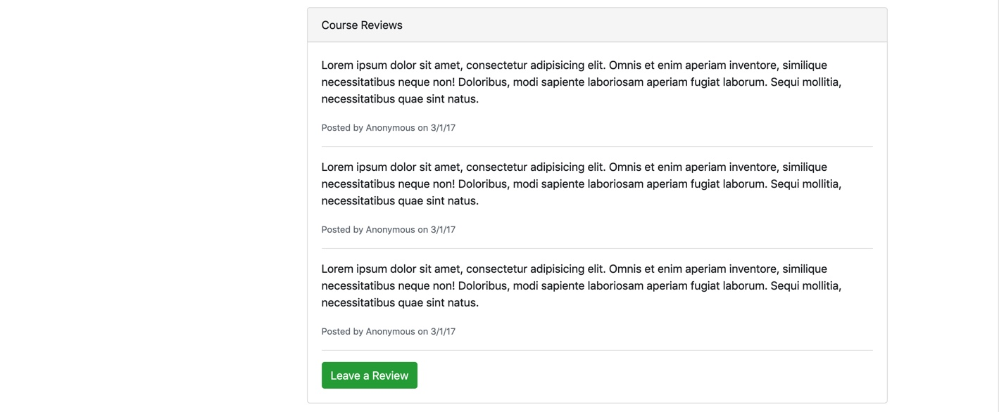 Course Reviews
Lorem ipsum dolor sit amet, consectetur adipisicing elit. Omnis et enim aperiam inventore, similique
necessitatibus neque non! Doloribus, modi sapiente laboriosam aperiam fugiat laborum. Sequi mollitia,
necessitatibus quae sint natus.
Posted by Anonymous on 3/1/17
Lorem ipsum dolor sit amet, consectetur adipisicing elit. Omnis et enim aperiam inventore, similique
necessitatibus neque non! Doloribus, modi sapiente laboriosam aperiam fugiat laborum. Sequi mollitia,
necessitatibus quae sint natus.
Posted by Anonymous on 3/1/17
Lorem ipsum dolor sit amet, consectetur adipisicing elit. Omnis et enim aperiam inventore, similique
necessitatibus neque non! Doloribus, modi sapiente laboriosam aperiam fugiat laborum. Sequi mollitia,
necessitatibus quae sint natus.
Posted by Anonymous on 3/1/17
Leave a Review